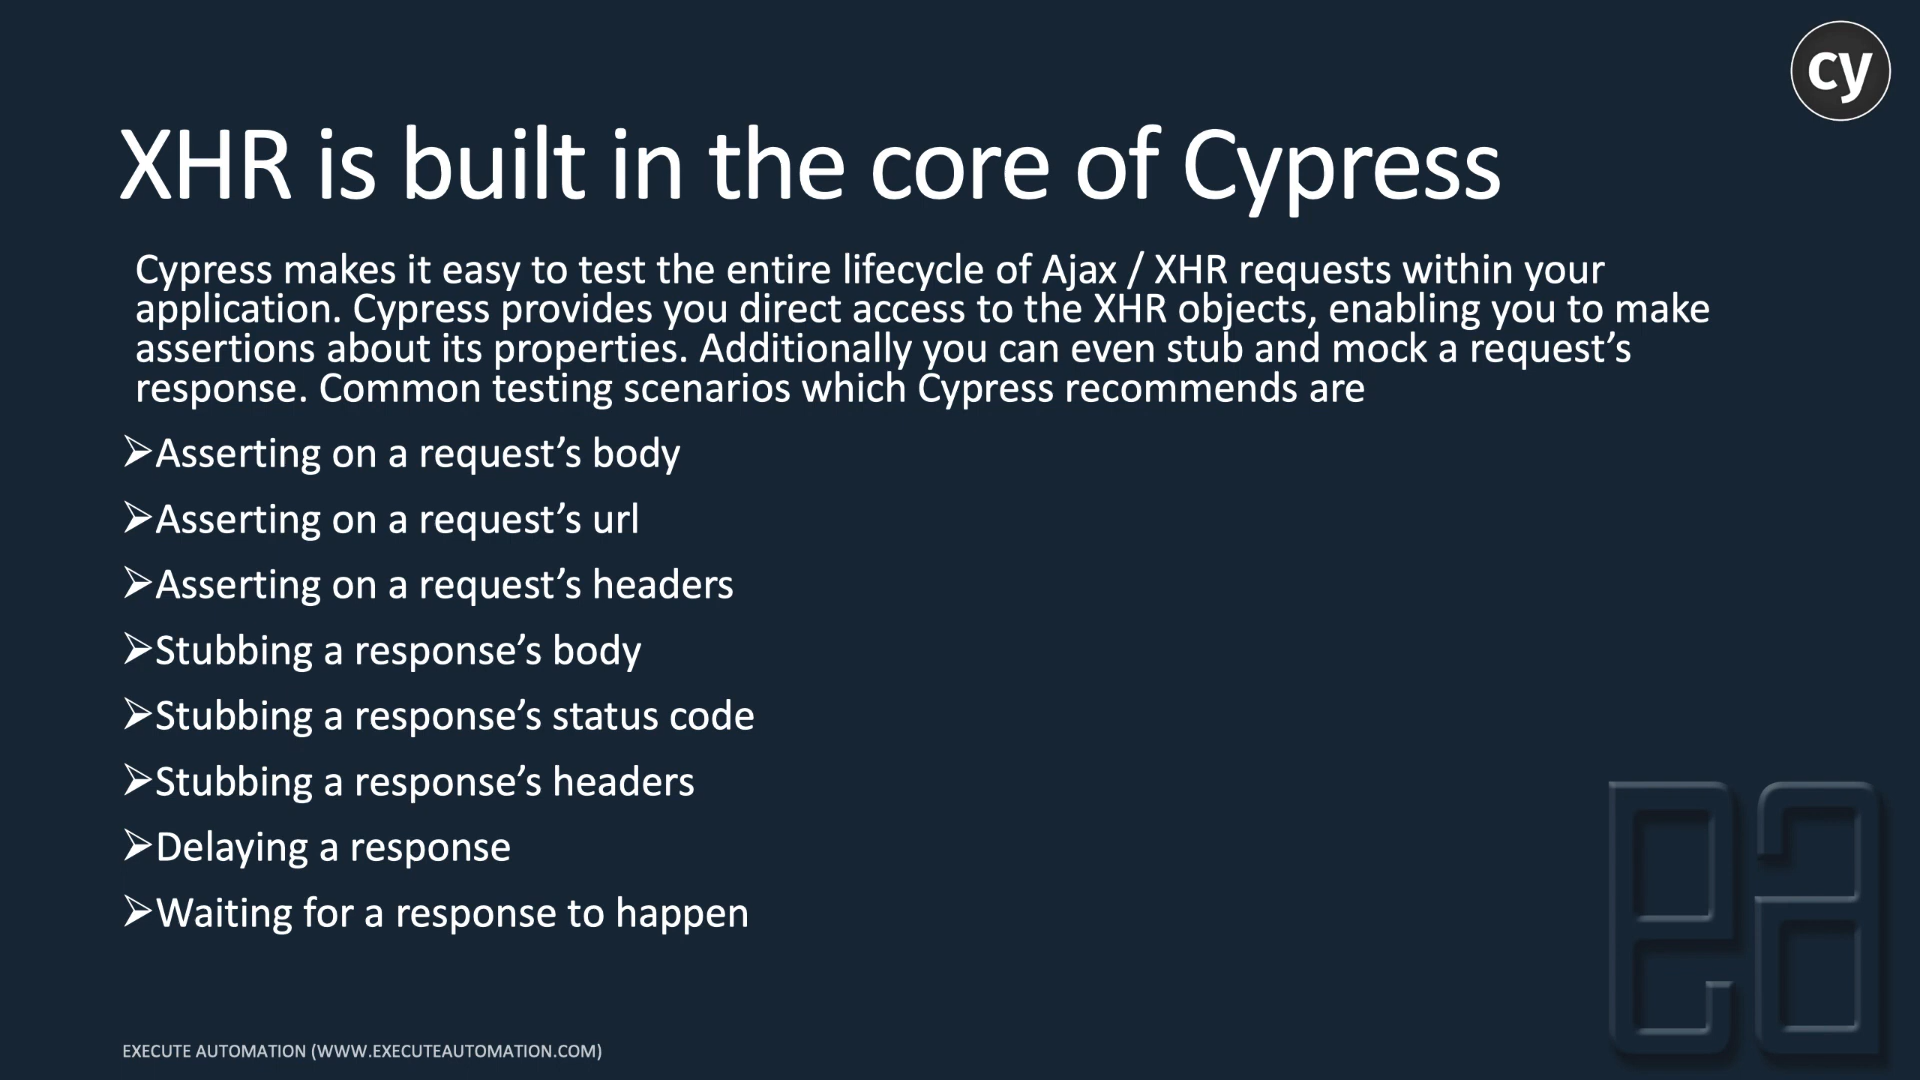 cy
XHR is built in the core of Cypress
Cypress makes it easy to test the entire lifecycle of Ajax / XHR requests within your
application. Cypress provides you direct access to the XHR objects, enabling you to make
assertions about its properties. Additionally you can even stub and mock a request’s
response. Common testing scenarios which Cypress recommends are
➢Asserting on a request’s body
➢Asserting on a request’s url
➢Asserting on a request’s headers
➢Stubbing a response’s body
➢Stubbing a response’s status code
➢Stubbing a response’s headers
➢Delaying a response
➢Waiting for a response to happen
ea
EXECUTE AUTOMATION (WWW.EXECUTEAUTOMATION.COM)